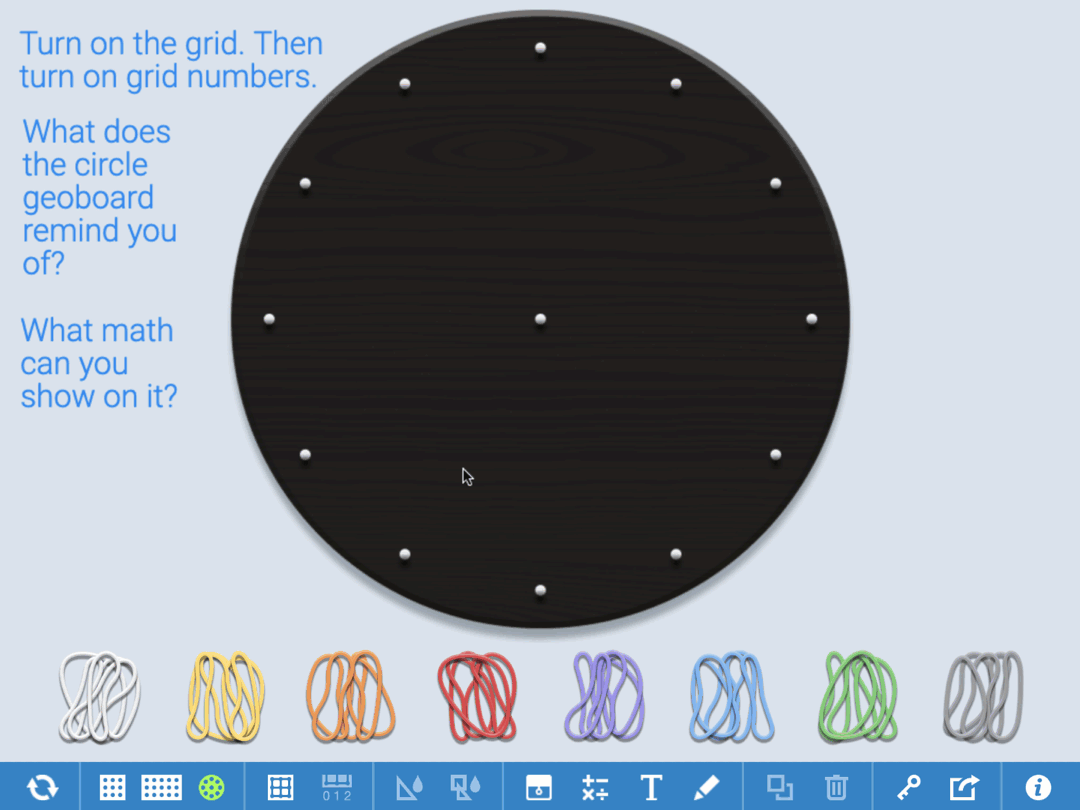 Turn on the grid. Then
turn on grid numbers.
What does
the circle
geoboard
remind you
of?
What math
can you
show on it?
0 1 2
T